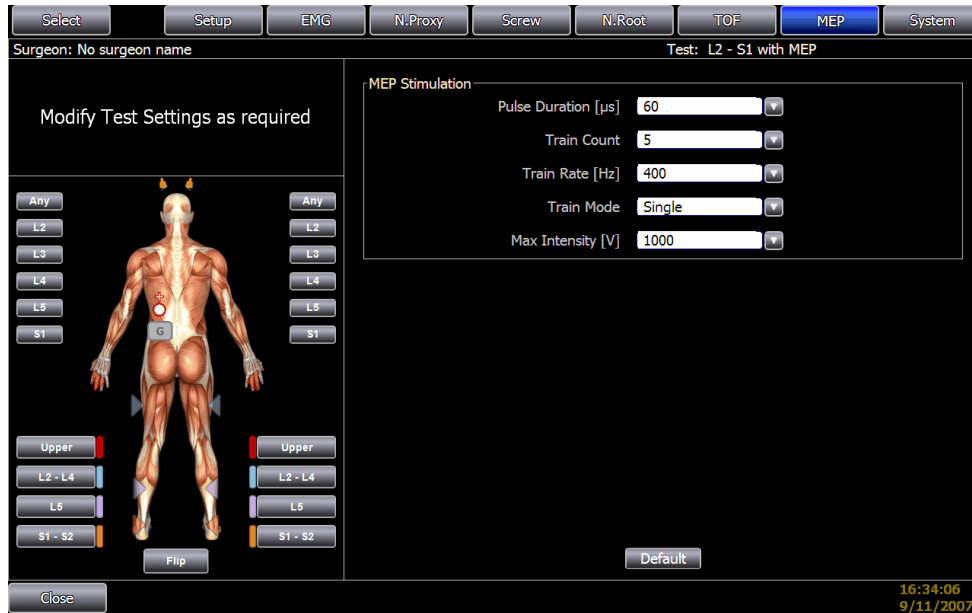 Select Setup EMG N.Proxy Screw N.Root TOF MEP System
Surgeon: No surgeon name Test: L2 - S1 with MEP
Modify Test Settings as required
MEP Stimulation
Pulse Duration [µs] 60
Train Count 5
Train Rate [Hz] 400
Train Mode Single
Max Intensity [V] 1000
Any Any
L2 L2
L3 L3
L4 L4
L5 L5
S1 S1
G
Upper Upper
L2 - L4 L2 - L4
L5 L5
S1 - S2 S1 - S2
Flip
Default
Close
16:34:06
9/11/2007